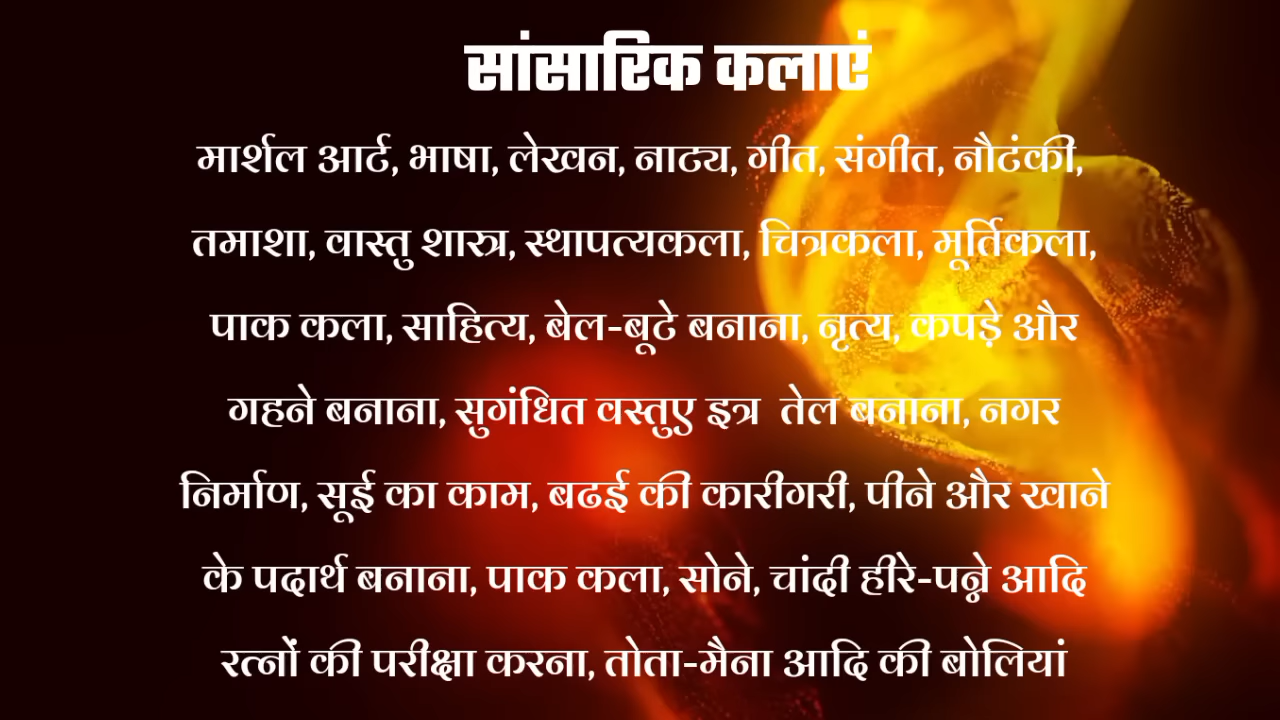 सांसारिक कलाएं
मार्शल आर्ट, भाषा, लेखन, नाट्य, गीत, संगीत, नौटंकी,
तमाशा, वास्तु शास्त्र, स्थापत्यकला, चित्रकला, मूर्तिकला,
पाक कला, साहित्य, बेल-बूटे बनाना, नृत्य, कपड़े और
गहने बनाना, सुगंधित वस्तुए इत्र तेल बनाना, नगर
निर्माण, सूई का काम, बढई की कारीगरी, पीने और खाने
के पदार्थ बनाना, पाक कला, सोने, चांदी हीरे-पन्ने आदि
रत्नों की परीक्षा करना, तोता-मैना आदि की बोलियां